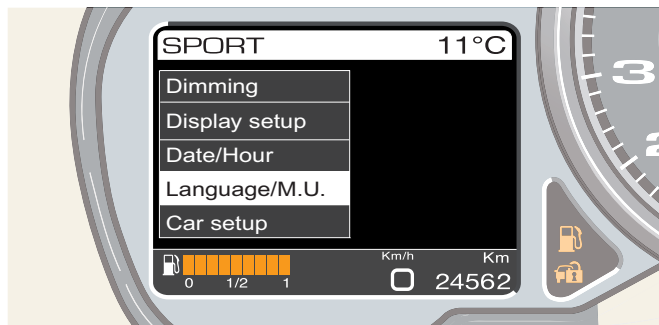 SPORT 11°C
Dimming
Display setup
Date/Hour
Language/M.U.
Car setup
Km/h Km
0 1/2 1 0 24562
3
2